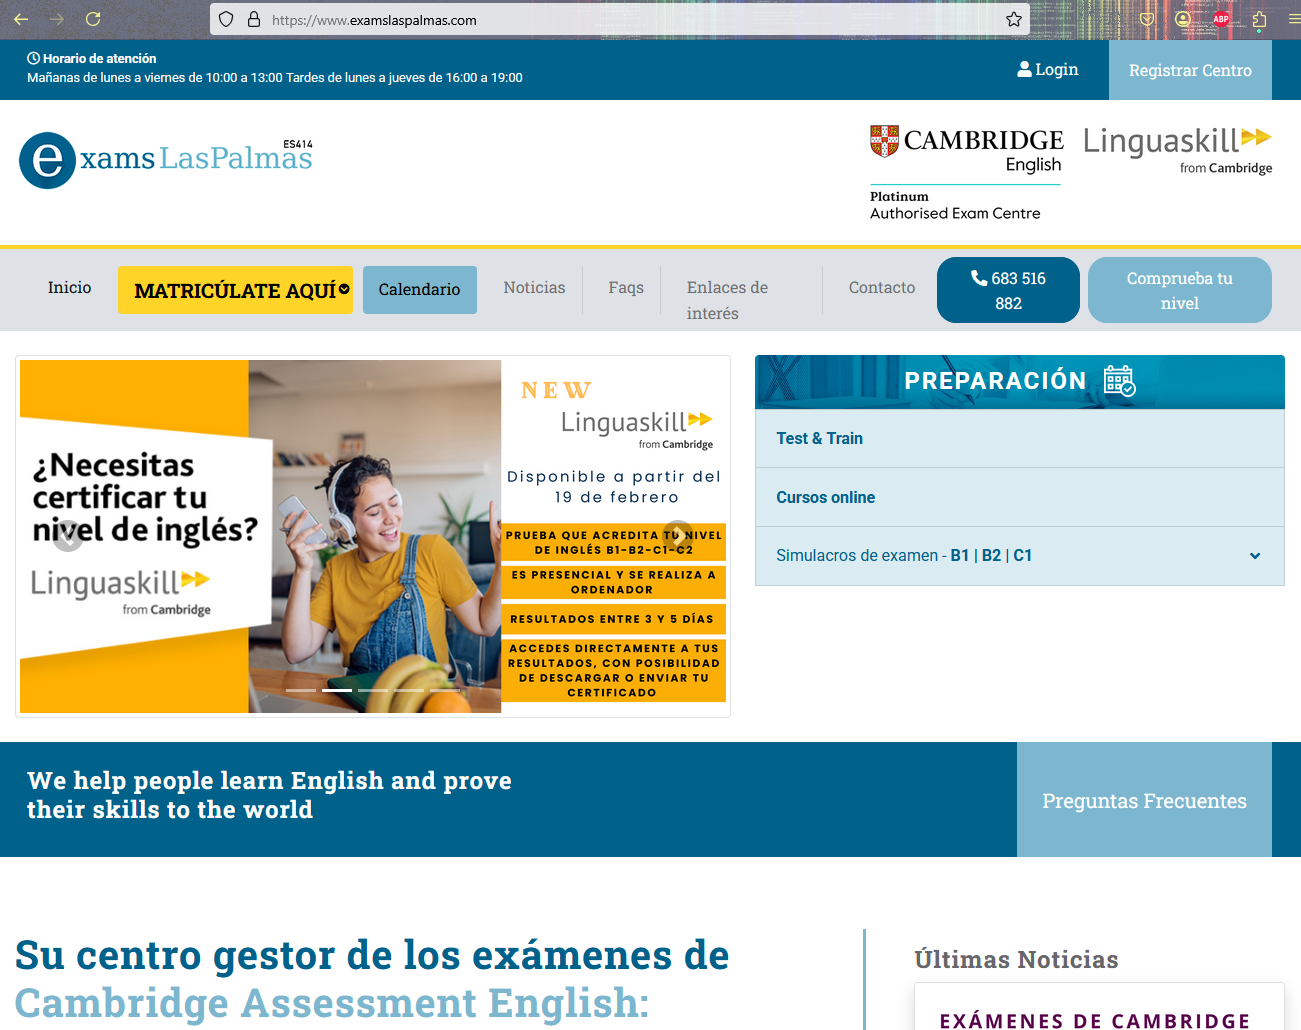 https://www.examslaspalmas.com
ABP
Horario de atención
Mañanas de lunes a viernes de 10:00 a 13:00 Tardes de lunes a jueves de 16:00 a 19:00
Login
Registrar Centro
exams LasPalmas
ES414
CAMBRIDGE
English
Platinum
Authorised Exam Centre
Linguaskill
from Cambridge
Inicio
MATRICÚLATE AQUÍ
Calendario
Noticias
Faqs
Enlaces de
interés
Contacto
683 516
882
Comprueba tu
nivel
¿Necesitas
certificar tu
nivel de inglés?
Linguaskill
from Cambridge
NEW
Linguaskill
from Cambridge
Disponible a partir del
19 de febrero
PRUEBA QUE ACREDITA TU NIVEL
DE INGLÉS B1-B2-C1-C2
ES PRESENCIAL Y SE REALIZA A
ORDENADOR
RESULTADOS ENTRE 3 Y 5 DÍAS
ACCEDES DIRECTAMENTE A TUS
RESULTADOS, CON POSIBILIDAD
DE DESCARGAR O ENVIAR TU
CERTIFICADO
PREPARACIÓN
Test & Train
Cursos online
Simulacros de examen - B1 | B2 | C1
We help people learn English and prove
their skills to the world
Preguntas Frecuentes
Su centro gestor de los exámenes de
Cambridge Assessment English:
Últimas Noticias
EXÁMENES DE CAMBRIDGE